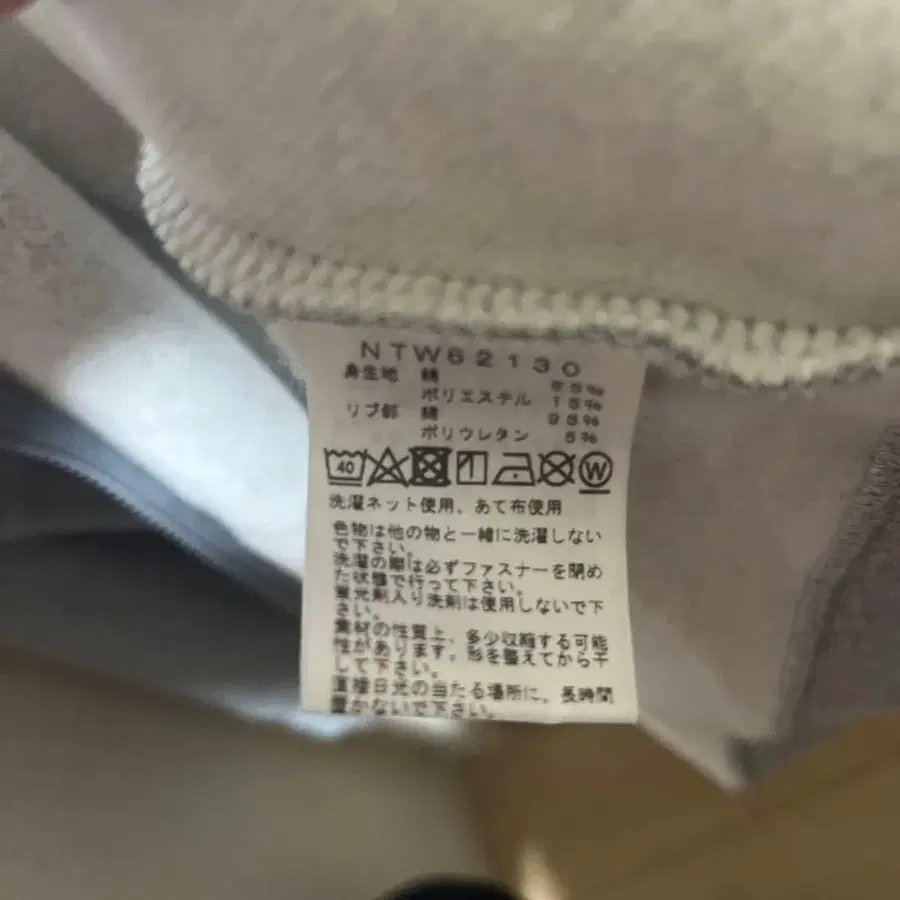 NTW62130
身生地 綿 85%
ポリエステル 15%
リブ部 綿 95%
ポリウレタン 5%
40 W
洗濯ネット使用、あて布使用
色物は他の物と一緒に洗濯しない
で下さい。
洗濯の際は必ずファスナーを閉め
た状態で行って下さい。
蛍光剤入り洗剤は使用しないで下
さい。
素材の性質上、多少収縮する可能
性があります。形を整えてから干
して下さい。
直接日光の当たる場所に、長時間
置かないで下さい。